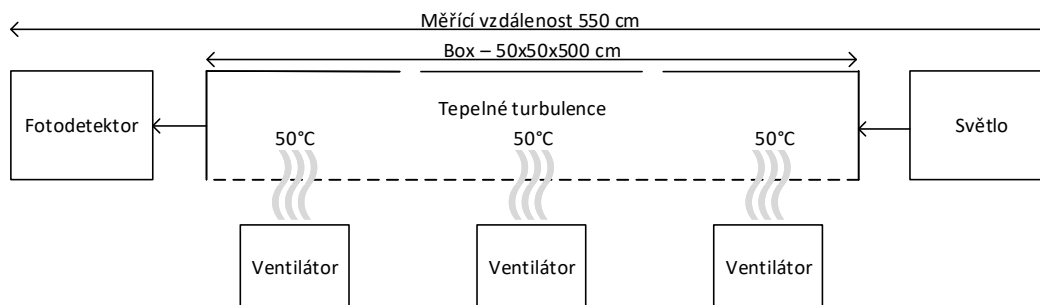 Měřící vzdálenost 550 cm
Box – 50x50x500 cm
Tepelné turbulence
Fotodetektor
Světlo
50°C
50°C
50°C
Ventilátor
Ventilátor
Ventilátor